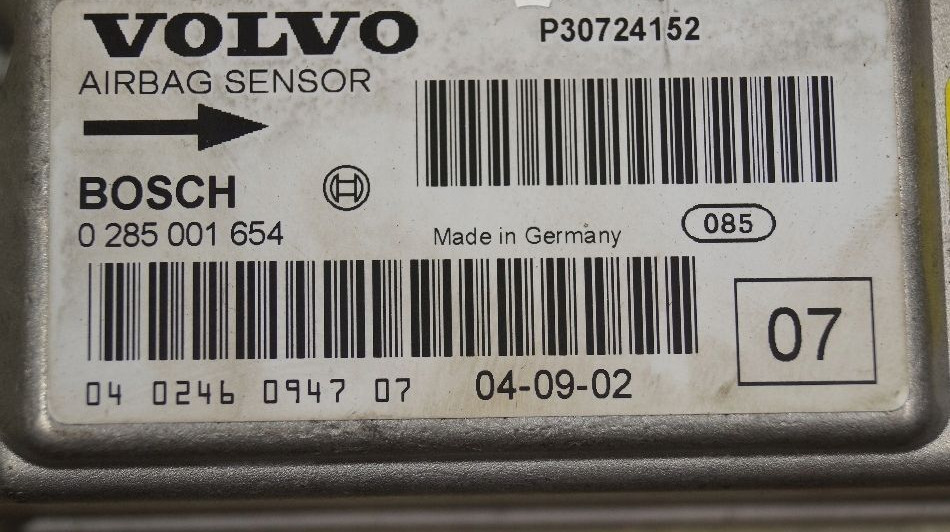 VOLVO
P30724152
AIRBAG SENSOR
BOSCH
0 285 001 654
Made in Germany
085
07
04 0246 0947 07
04-09-02